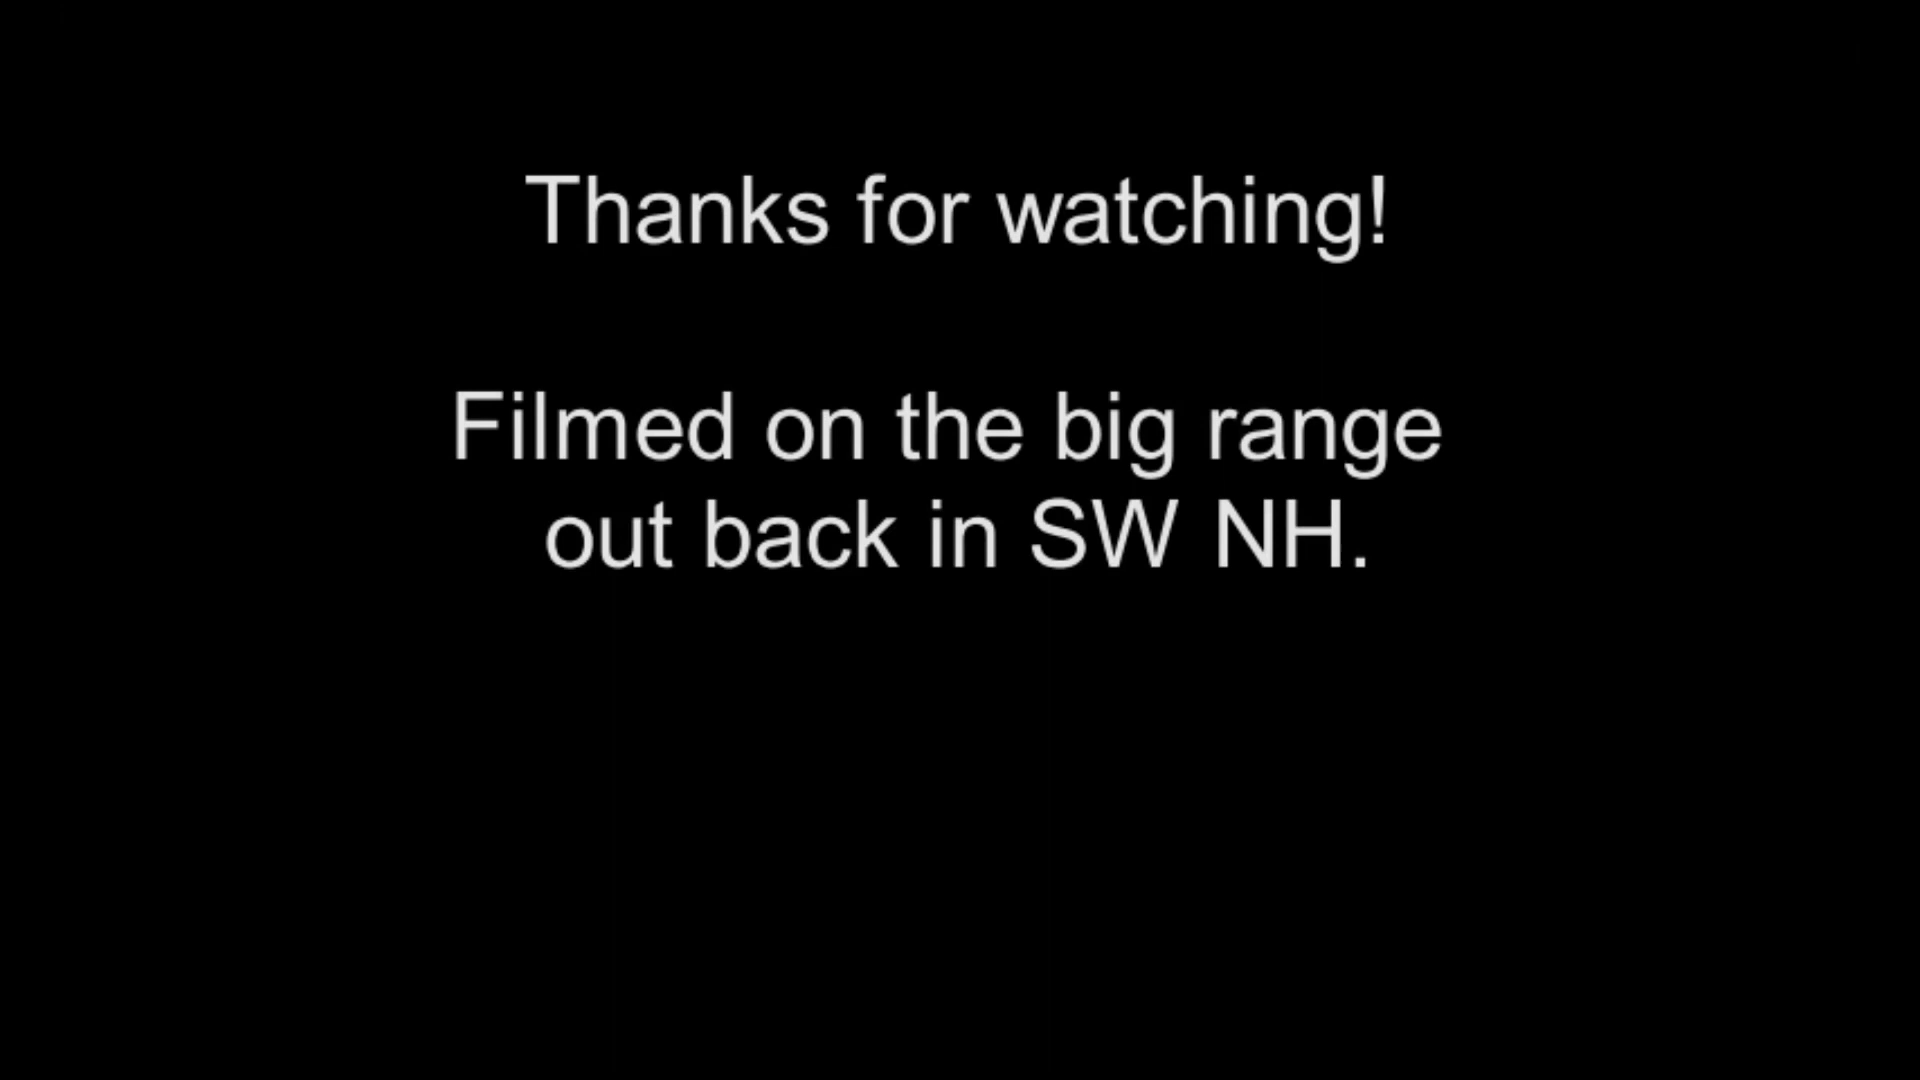 Thanks for watching!
Filmed on the big range
out back in SW NH.